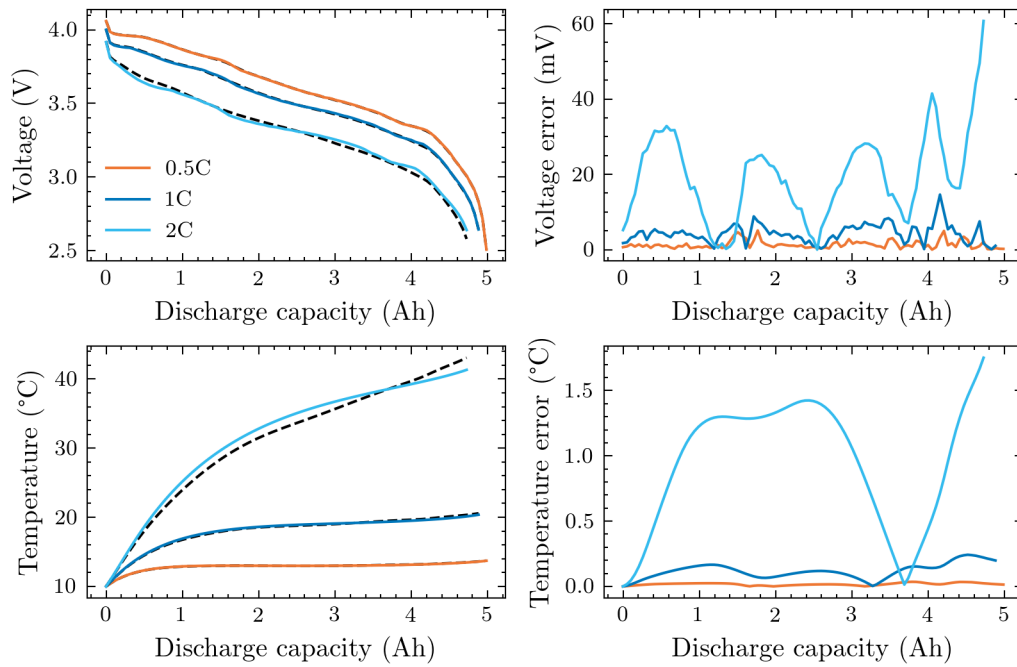 Voltage (V)
4.0
3.5
3.0
2.5
0.5C
1C
2C
0 1 2 3 4 5
Discharge capacity (Ah)
Voltage error (mV)
60
40
20
0
0 1 2 3 4 5
Discharge capacity (Ah)
Temperature (°C)
40
30
20
10
0 1 2 3 4 5
Discharge capacity (Ah)
Temperature error (°C)
1.5
1.0
0.5
0.0
0 1 2 3 4 5
Discharge capacity (Ah)